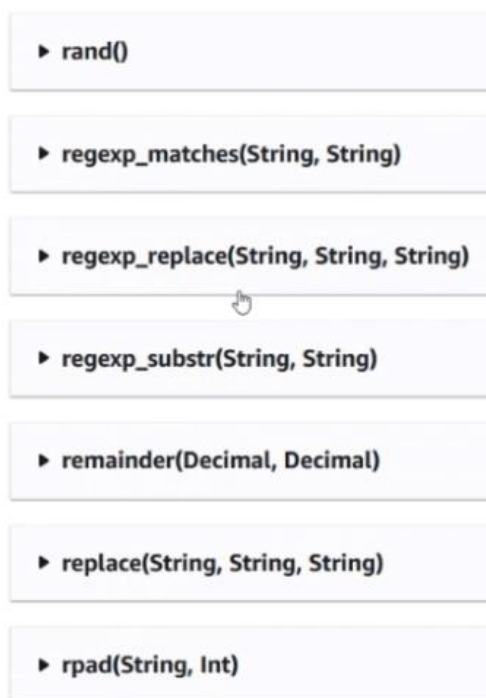 rand()
regexp_matches(String, String)
regexp_replace(String, String, String)
regexp_substr(String, String)
remainder(Decimal, Decimal)
replace(String, String, String)
rpad(String, Int)